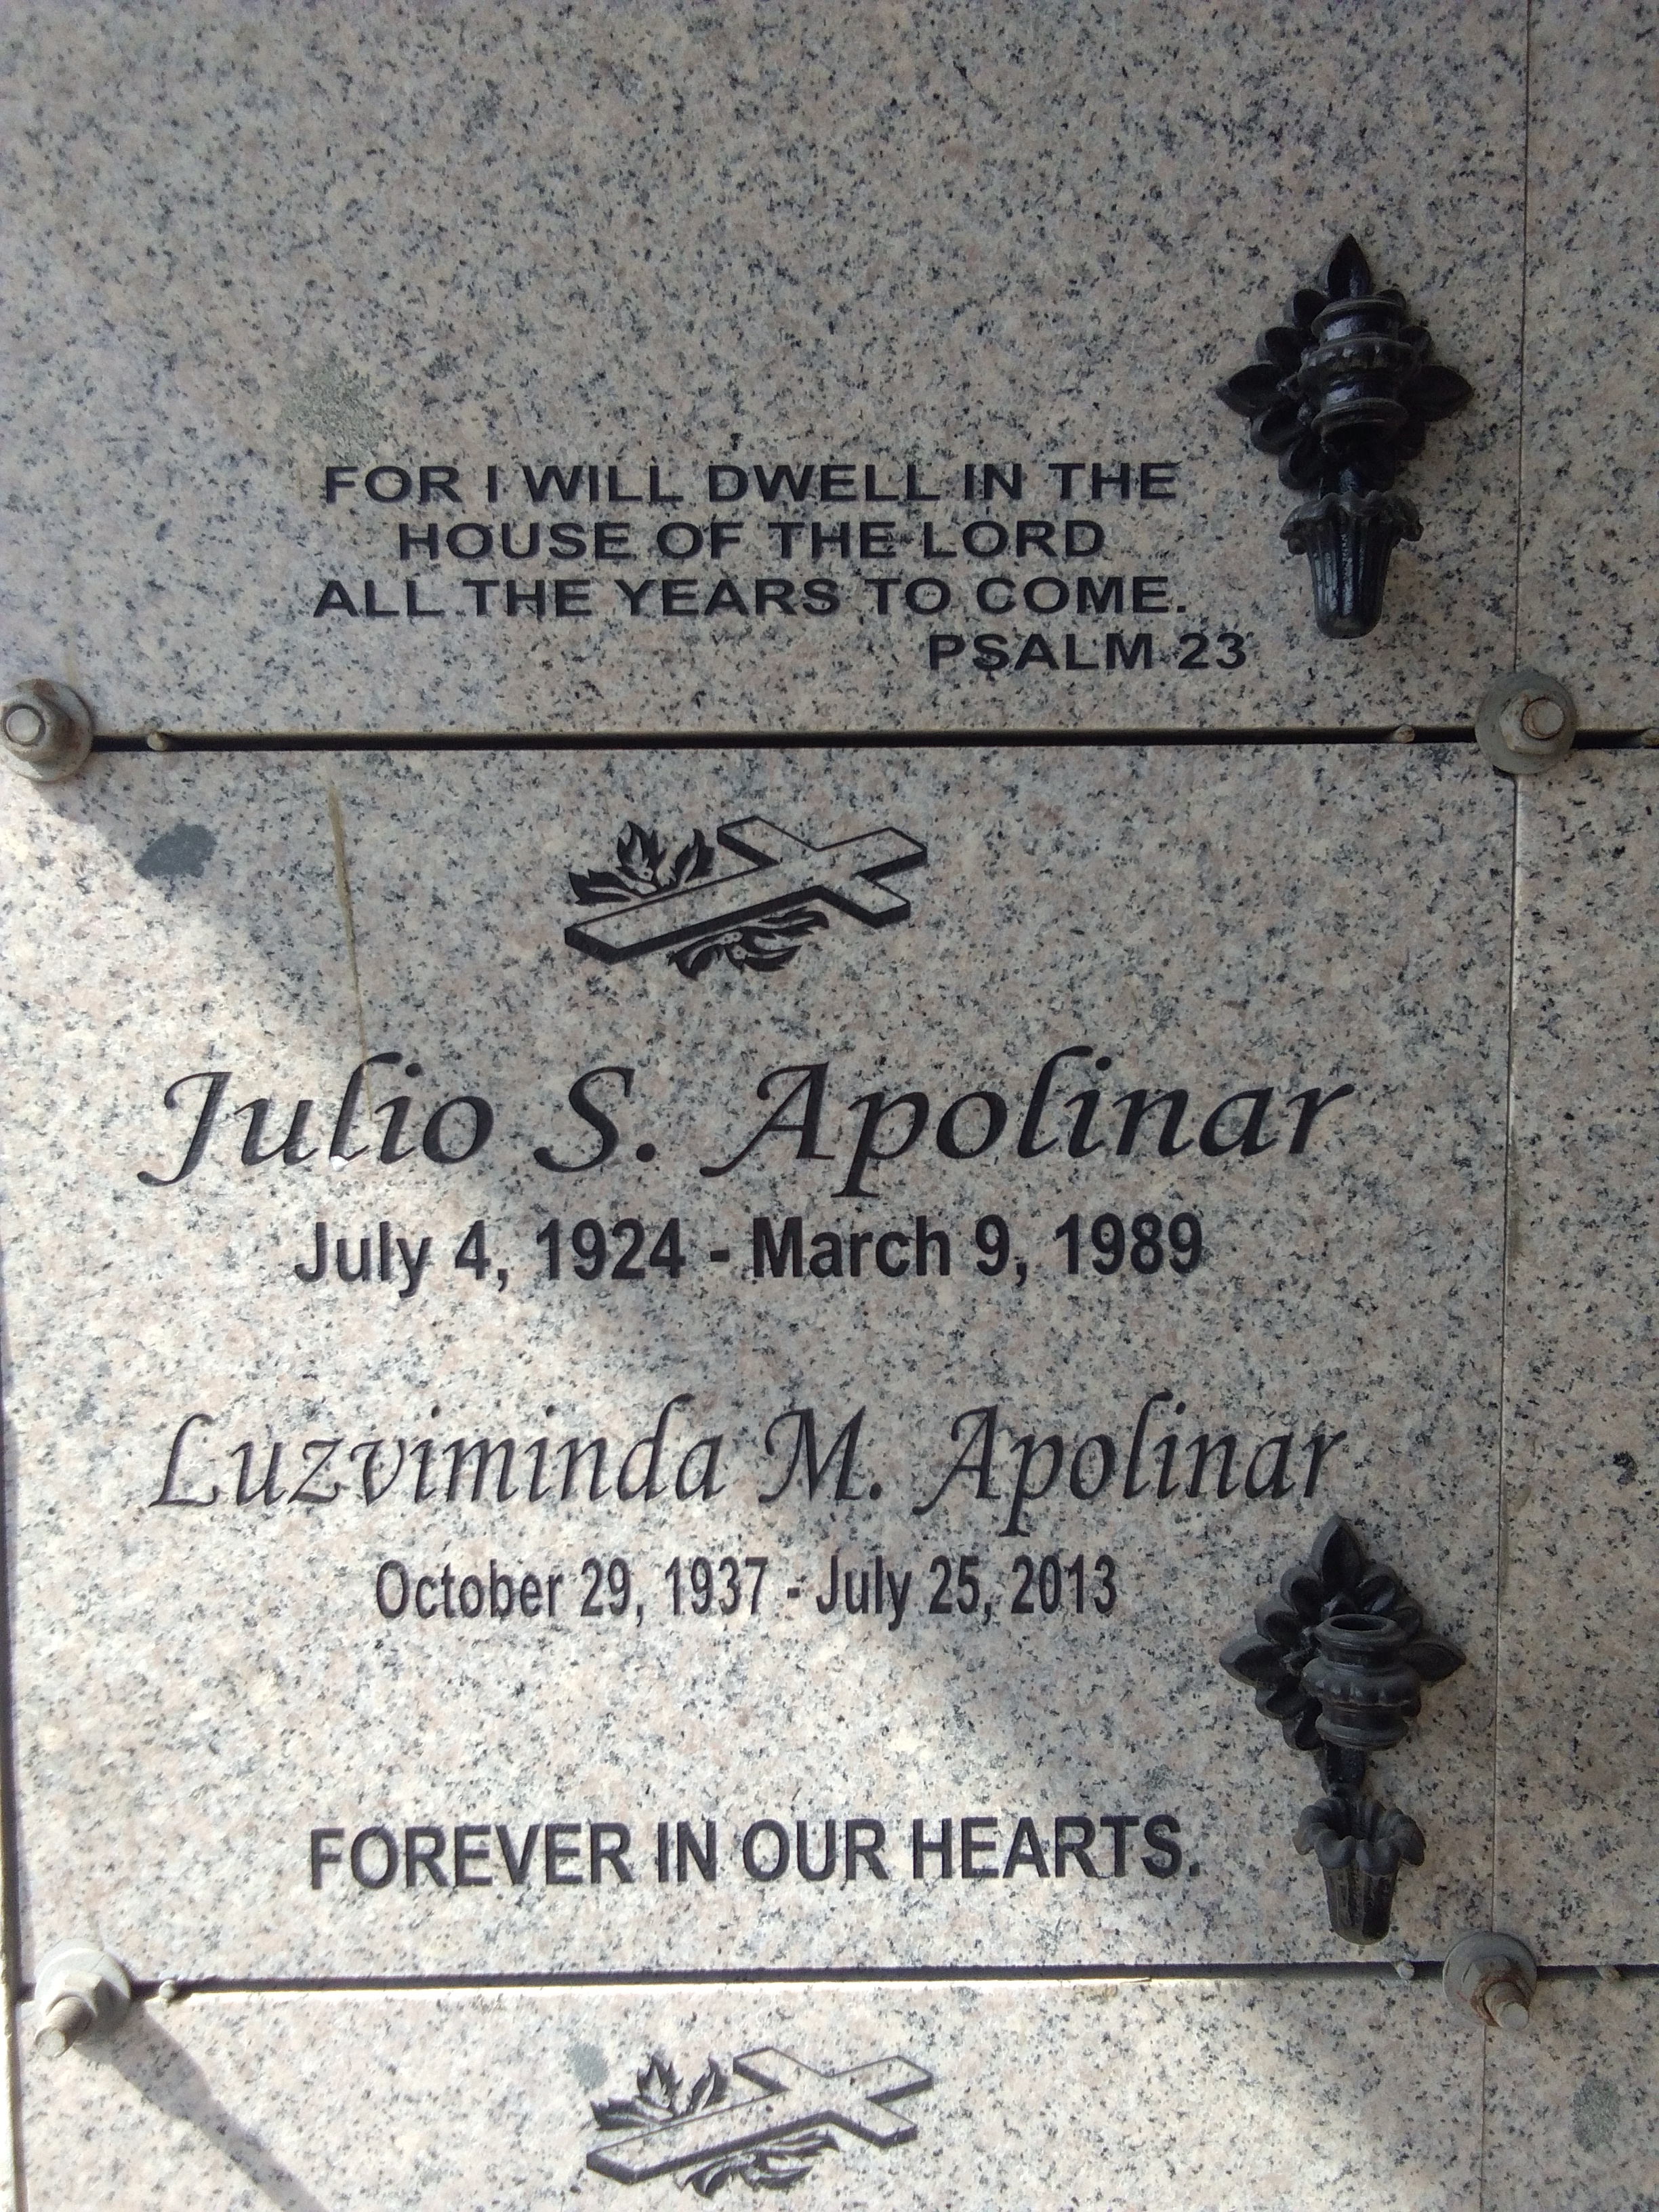 FOR I WILL DWELL IN THE
HOUSE OF THE LORD
ALL THE YEARS TO COME.
PSALM 23
Julio S. Apolinar
July 4, 1924 - March 9, 1989
Luzviminda M. Apolinar
October 29, 1937 - July 25, 2013
FOREVER IN OUR HEARTS.